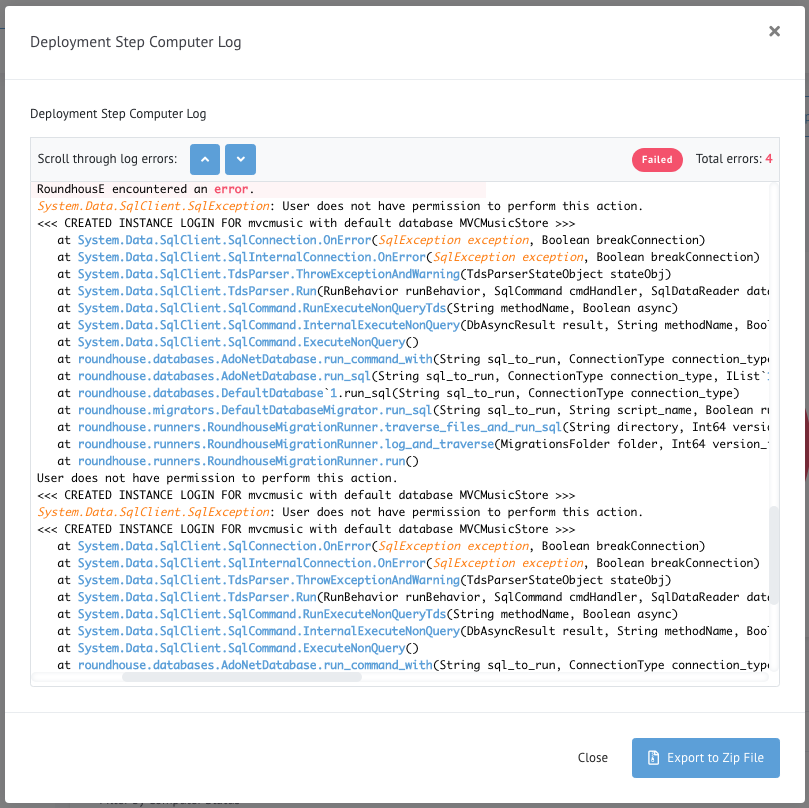 Deployment Step Computer Log
Deployment Step Computer Log
Scroll through log errors:
Failed
Total errors: 4
RoundhousE encountered an error.
System.Data.SqlClient.SqlException: User does not have permission to perform this action.
<<< CREATED INSTANCE LOGIN FOR mvcmusic with default database MVCMusicStore >>>
at System.Data.SqlClient.SqlConnection.OnError(SqlException exception, Boolean breakConnection)
at System.Data.SqlClient.SqlInternalConnection.OnError(SqlException exception, Boolean breakConnection)
at System.Data.SqlClient.TdsParser.ThrowExceptionAndWarning(TdsParserStateObject stateObj)
at System.Data.SqlClient.TdsParser.Run(RunBehavior runBehavior, SqlCommand cmdHandler, SqlDataReader data
at System.Data.SqlClient.SqlCommand.RunExecuteNonQueryTds(String methodName, Boolean async)
at System.Data.SqlClient.SqlCommand.InternalExecuteNonQuery(DbAsyncResult result, String methodName, Bool
at System.Data.SqlClient.SqlCommand.ExecuteNonQuery()
at roundhouse.databases.AdoNetDatabase.run_command_with(String sql_to_run, ConnectionType connection_type
at roundhouse.databases.AdoNetDatabase.run_sql(String sql_to_run, ConnectionType connection_type, IList`
at roundhouse.databases.DefaultDatabase`1.run_sql(String sql_to_run, ConnectionType connection_type)
at roundhouse.migrators.DefaultDatabaseMigrator.run_sql(String sql_to_run, String script_name, Boolean ru
at roundhouse.runners.RoundhouseMigrationRunner.traverse_files_and_run_sql(String directory, Int64 versio
at roundhouse.runners.RoundhouseMigrationRunner.log_and_traverse(MigrationsFolder folder, Int64 version_
at roundhouse.runners.RoundhouseMigrationRunner.run()
User does not have permission to perform this action.
<<< CREATED INSTANCE LOGIN FOR mvcmusic with default database MVCMusicStore >>>
System.Data.SqlClient.SqlException: User does not have permission to perform this action.
<<< CREATED INSTANCE LOGIN FOR mvcmusic with default database MVCMusicStore >>>
at System.Data.SqlClient.SqlConnection.OnError(SqlException exception, Boolean breakConnection)
at System.Data.SqlClient.SqlInternalConnection.OnError(SqlException exception, Boolean breakConnection)
at System.Data.SqlClient.TdsParser.ThrowExceptionAndWarning(TdsParserStateObject stateObj)
at System.Data.SqlClient.TdsParser.Run(RunBehavior runBehavior, SqlCommand cmdHandler, SqlDataReader data
at System.Data.SqlClient.SqlCommand.RunExecuteNonQueryTds(String methodName, Boolean async)
at System.Data.SqlClient.SqlCommand.InternalExecuteNonQuery(DbAsyncResult result, String methodName, Bool
at System.Data.SqlClient.SqlCommand.ExecuteNonQuery()
at roundhouse.databases.AdoNetDatabase.run_command_with(String sql_to_run, ConnectionType connection_type
Close
Export to Zip File